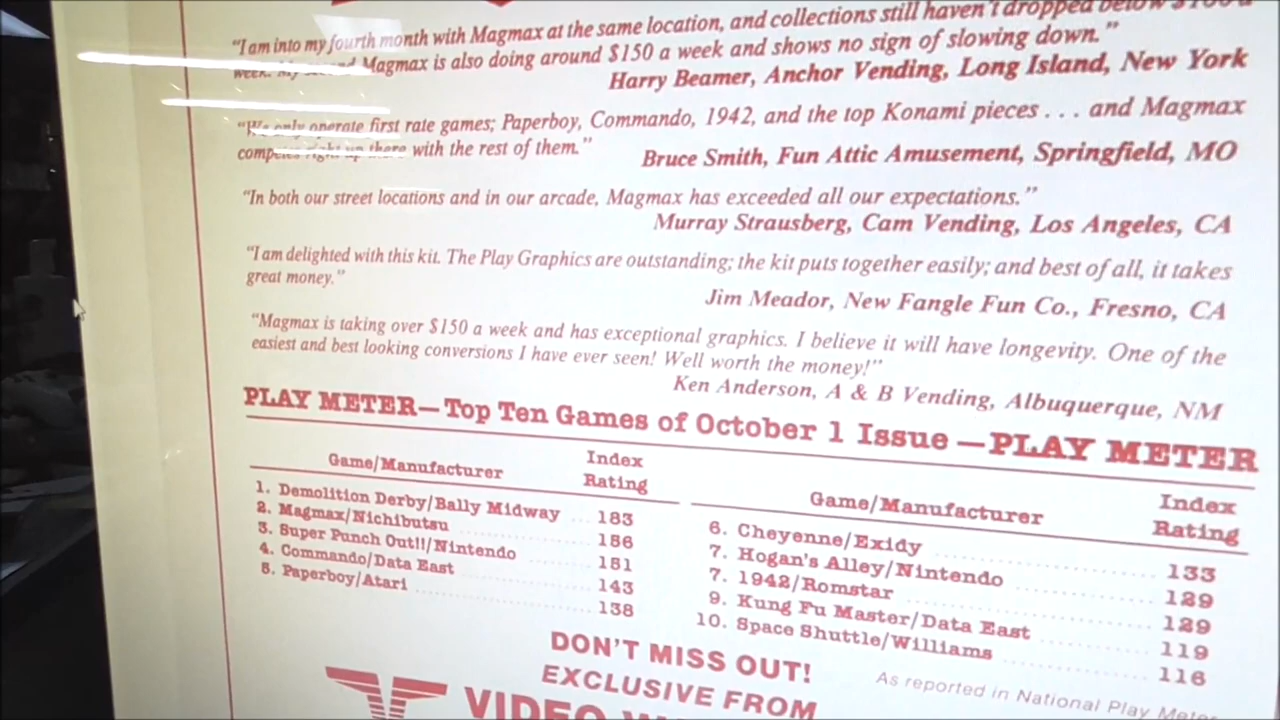 "I am into my fourth month with Magmax at the same location, and collections still haven't dropped below $100 a
week. My second Magmax is also doing around $150 a week and shows no sign of slowing down."
Harry Beamer, Anchor Vending, Long Island, New York
"We only operate first rate games; Paperboy, Commando, 1942, and the top Konami pieces . . . and Magmax
competes right up there with the rest of them."
Bruce Smith, Fun Attic Amusement, Springfield, MO
"In both our street locations and in our arcade, Magmax has exceeded all our expectations."
Murray Strausberg, Cam Vending, Los Angeles, CA
"I am delighted with this kit. The Play Graphics are outstanding; the kit puts together easily; and best of all, it takes
great money."
Jim Meador, New Fangle Fun Co., Fresno, CA
"Magmax is taking over $150 a week and has exceptional graphics. I believe it will have longevity. One of the
easiest and best looking conversions I have ever seen! Well worth the money!"
Ken Anderson, A & B Vending, Albuquerque, NM
PLAY METER—Top Ten Games of October 1 Issue —PLAY METER
Game/Manufacturer Index Rating
1. Demolition Derby/Bally Midway ... 183
2. Magmax/Nichibutsu ... 156
3. Super Punch Out!!/Nintendo ... 151
4. Commando/Data East ... 143
5. Paperboy/Atari ... 138
Game/Manufacturer Index Rating
6. Cheyenne/Exidy ... 133
7. Hogan's Alley/Nintendo ... 129
7. 1942/Romstar ... 129
9. Kung Fu Master/Data East ... 119
10. Space Shuttle/Williams ... 116
As reported in National Play Meter
DON'T MISS OUT!
EXCLUSIVE FROM
VIDEO